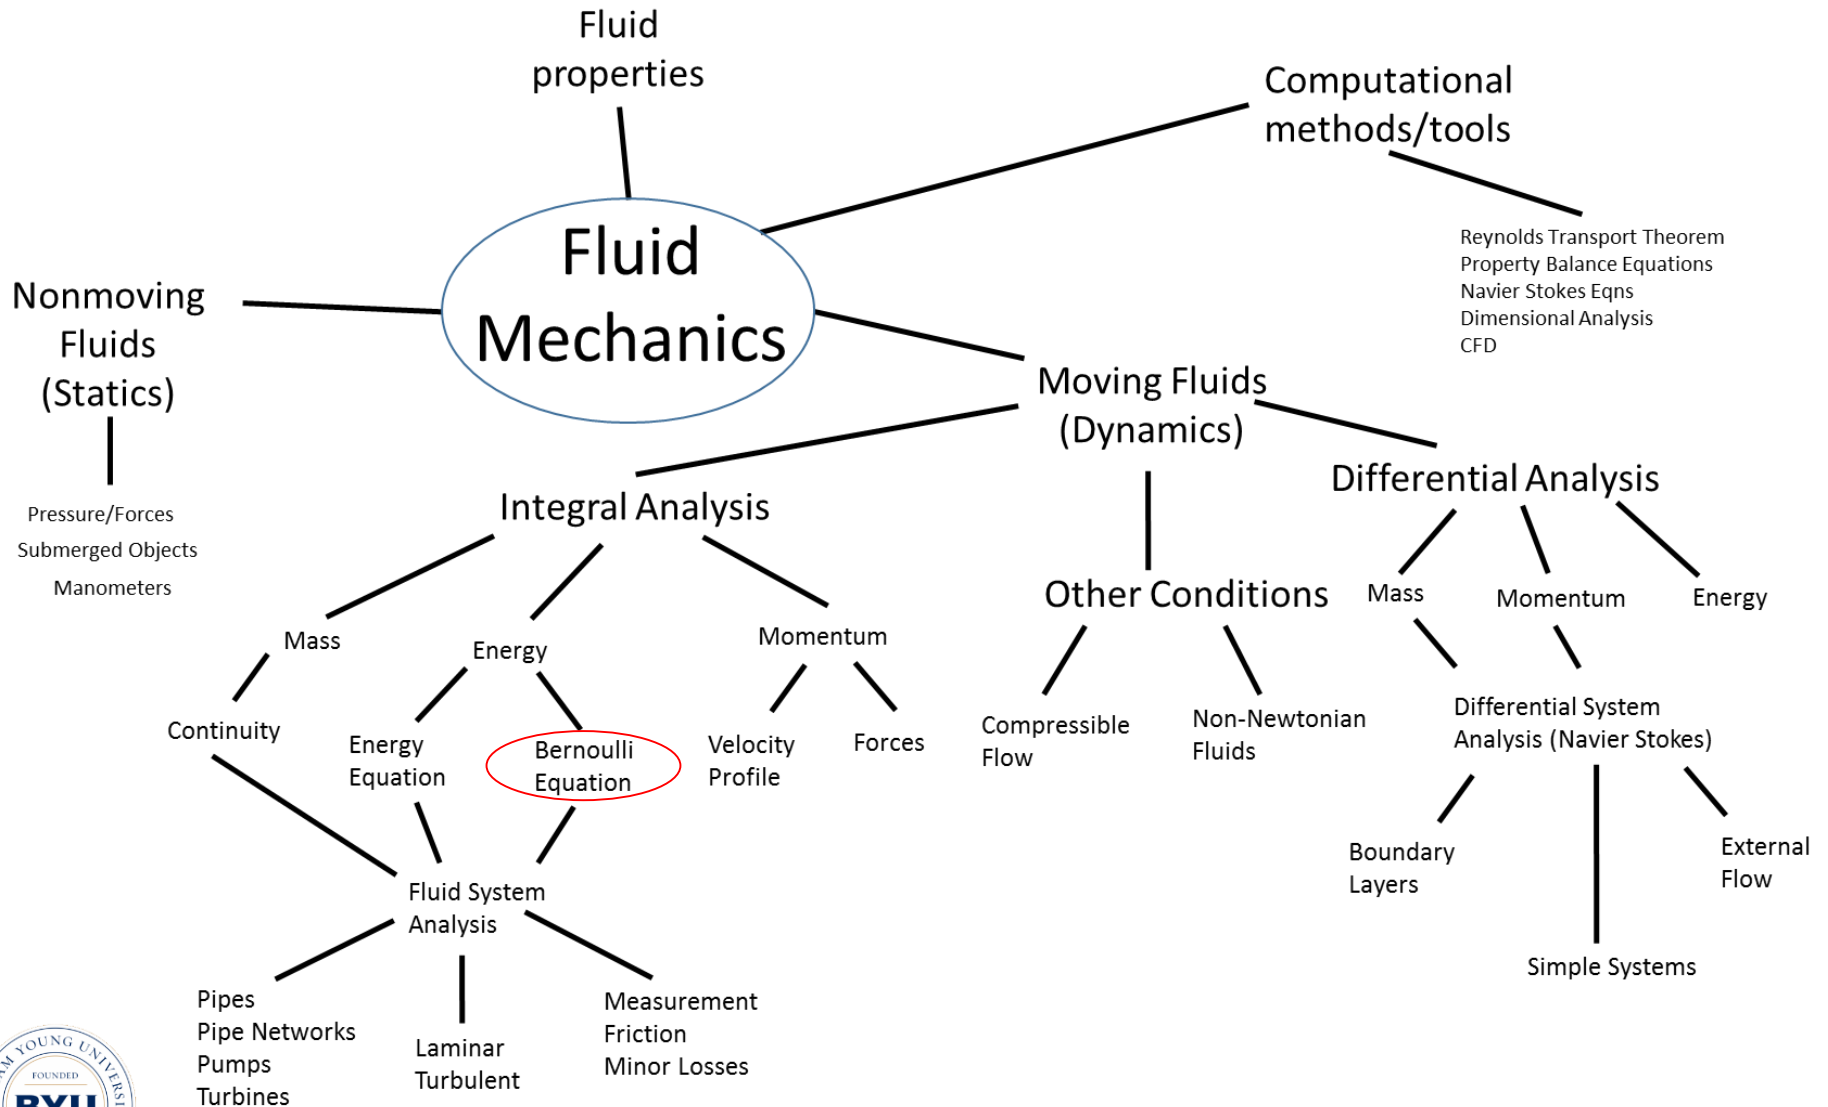 Fluid
properties
Computational
methods/tools
Reynolds Transport Theorem
Property Balance Equations
Navier Stokes Eqns
Dimensional Analysis
CFD
Fluid
Mechanics
Nonmoving
Fluids
(Statics)
Pressure/Forces
Submerged Objects
Manometers
Moving Fluids
(Dynamics)
Integral Analysis
Mass
Energy
Momentum
Continuity
Energy
Equation
Bernoulli
Equation
Velocity
Profile
Forces
Fluid System
Analysis
Pipes
Pipe Networks
Pumps
Turbines
Laminar
Turbulent
Measurement
Friction
Minor Losses
Other Conditions
Compressible
Flow
Non-Newtonian
Fluids
Differential Analysis
Mass
Momentum
Energy
Differential System
Analysis (Navier Stokes)
Boundary
Layers
Simple Systems
External
Flow
YOUNG
FOUNDED
BYU